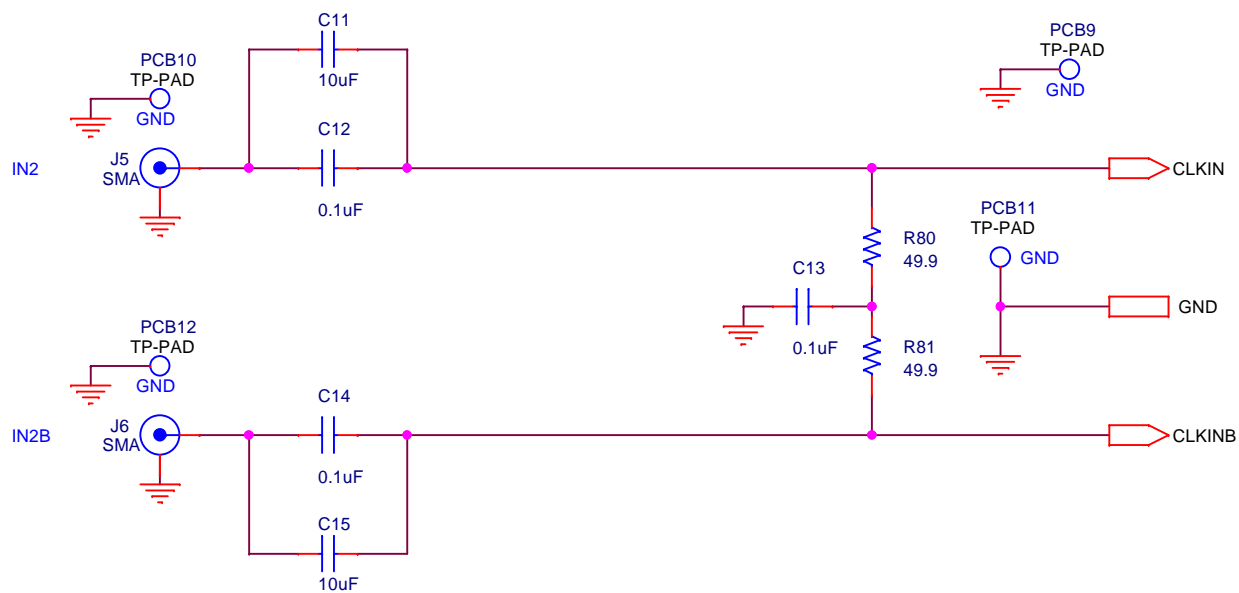 C11
10uF
PCB10
TP-PAD
GND
PCB9
TP-PAD
GND
C12
0.1uF
IN2
J5
SMA
CLKIN
R80
49.9
PCB11
TP-PAD
GND
C13
0.1uF
GND
R81
49.9
PCB12
TP-PAD
GND
C14
0.1uF
IN2B
J6
SMA
CLKINB
C15
10uF